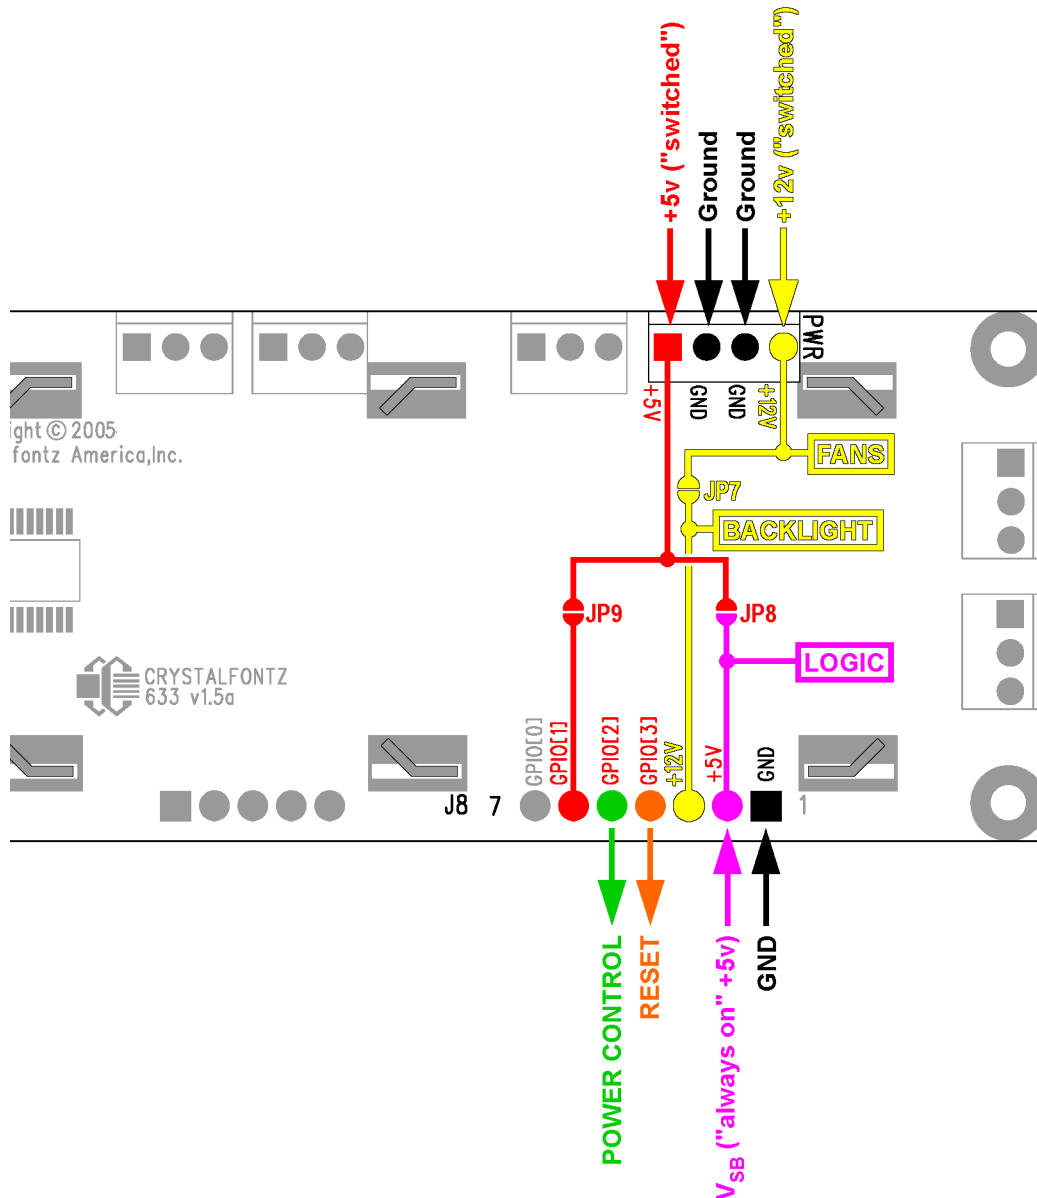 +5v ("switched")
Ground
Ground
+12v ("switched")
PWR
+5V
GND
GND
+12V
ight © 2005
fontz America,Inc.
FANS
JP7
BACKLIGHT
JP9
JP8
LOGIC
CRYSTALFONTZ
633 v1.5a
GPIO[0]
GPIO[1]
GPIO[2]
GPIO[3]
+12V
+5V
GND
J8 7
1
POWER CONTROL
RESET
VSB ("always on" +5v)
GND